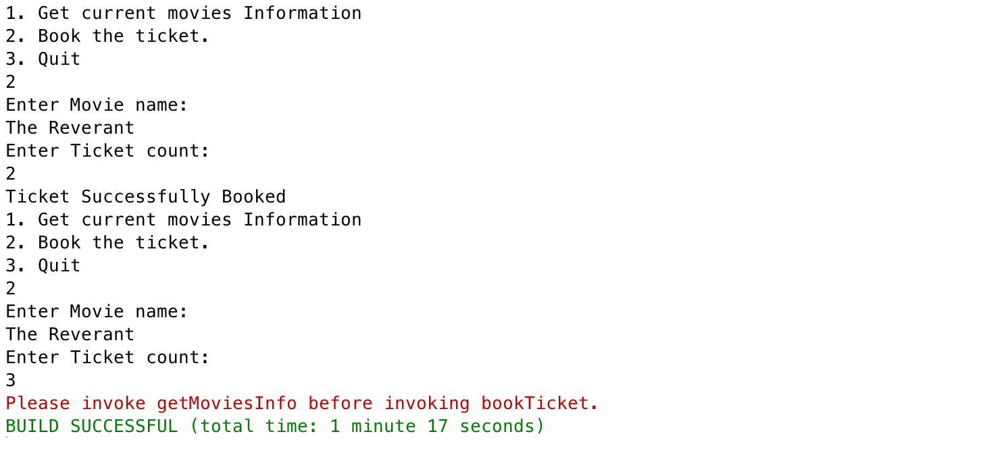 1. Get current movies Information
2. Book the ticket.
3. Quit
2
Enter Movie name:
The Reverant
Enter Ticket count:
2
Ticket Successfully Booked
1. Get current movies Information
2. Book the ticket.
3. Quit
2
Enter Movie name:
The Reverant
Enter Ticket count:
3
Please invoke getMoviesInfo before invoking bookTicket.
BUILD SUCCESSFUL (total time: 1 minute 17 seconds)